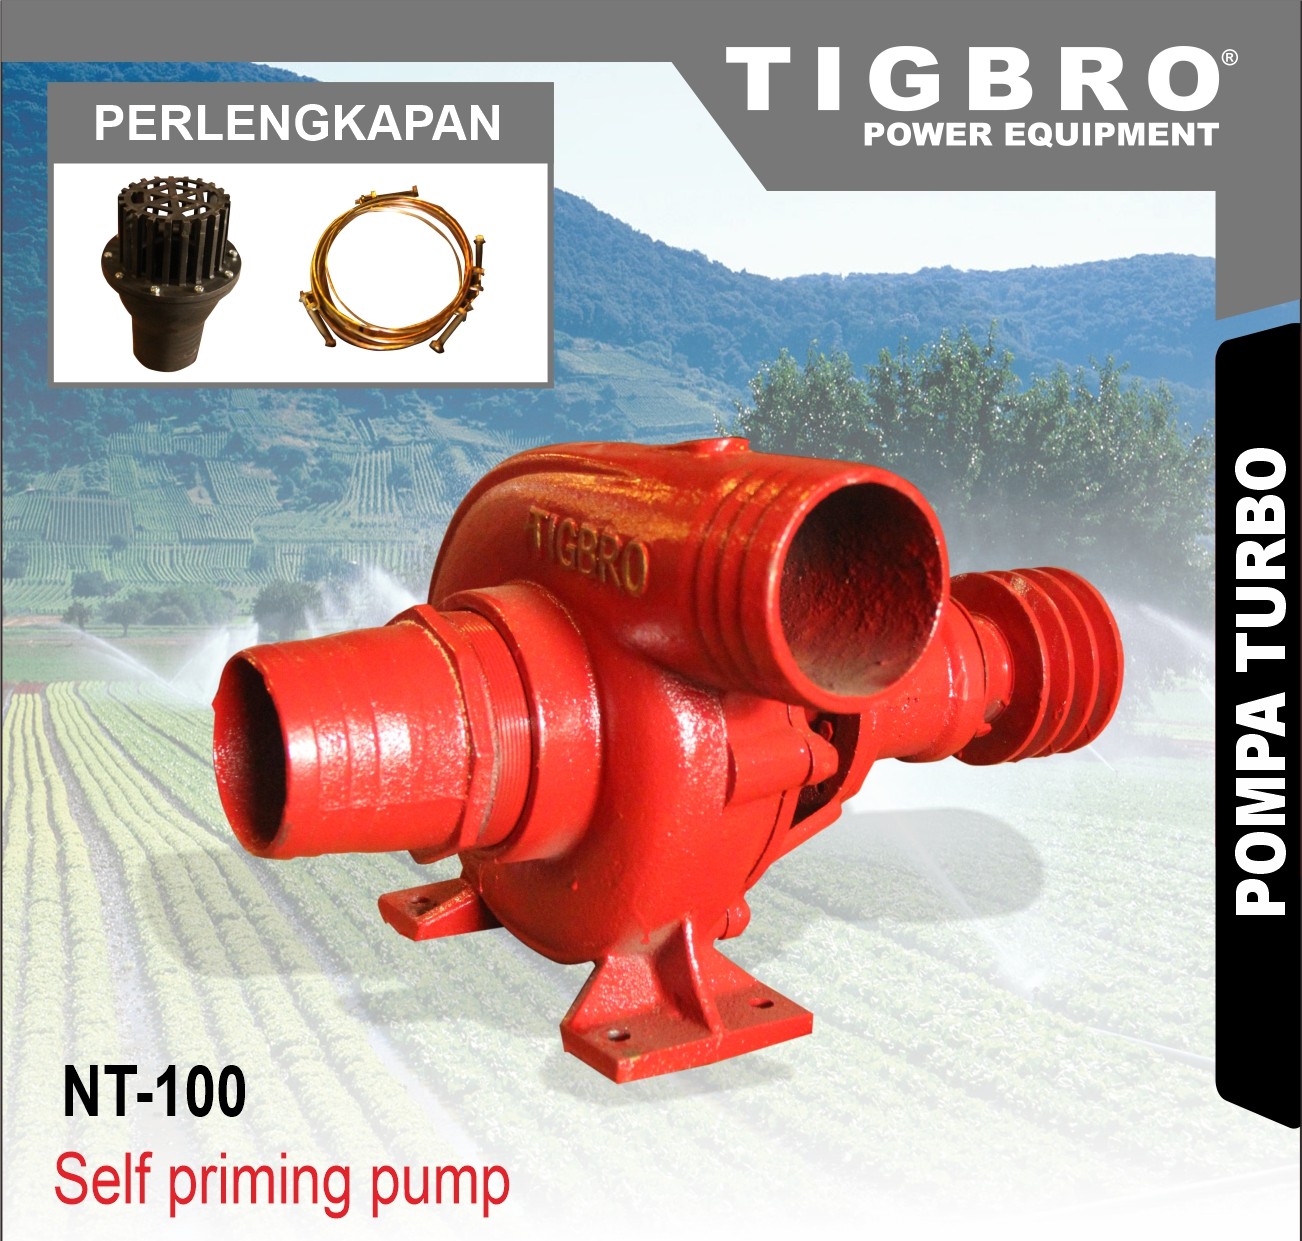 TIGBRO®
POWER EQUIPMENT
PERLENGKAPAN
TIGBRO
POMPA TURBO
NT-100
Self priming pump